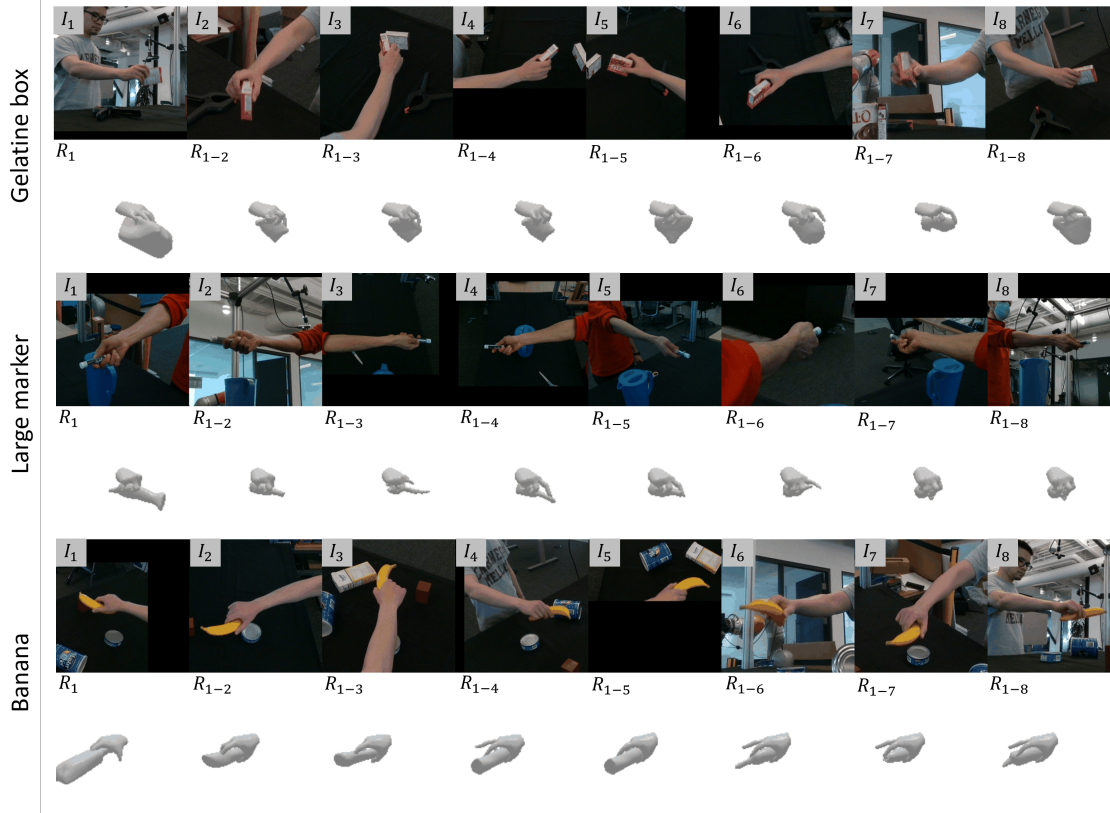 Gelatine box
I₁ I₂ I₃ I₄ I₅ I₆ I₇ I₈
R₁ R₁₋₂ R₁₋₃ R₁₋₄ R₁₋₅ R₁₋₆ R₁₋₇ R₁₋₈
Large marker
I₁ I₂ I₃ I₄ I₅ I₆ I₇ I₈
R₁ R₁₋₂ R₁₋₃ R₁₋₄ R₁₋₅ R₁₋₆ R₁₋₇ R₁₋₈
Banana
I₁ I₂ I₃ I₄ I₅ I₆ I₇ I₈
R₁ R₁₋₂ R₁₋₃ R₁₋₄ R₁₋₅ R₁₋₆ R₁₋₇ R₁₋₈